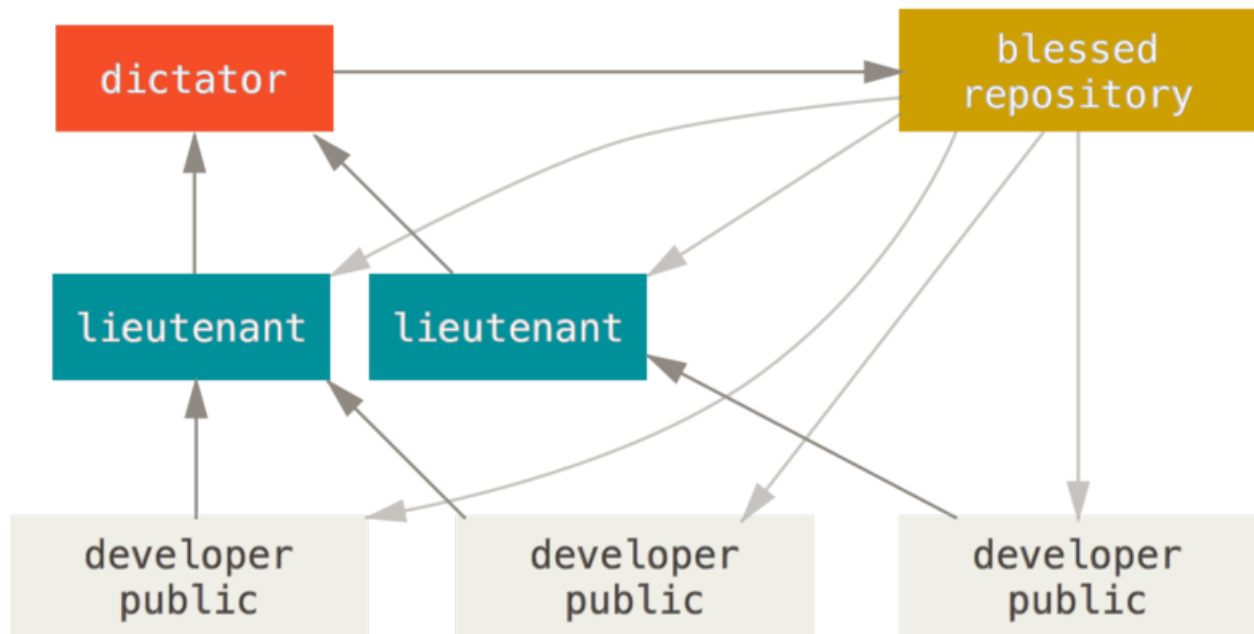 dictator
blessed
repository
lieutenant
lieutenant
developer
public
developer
public
developer
public